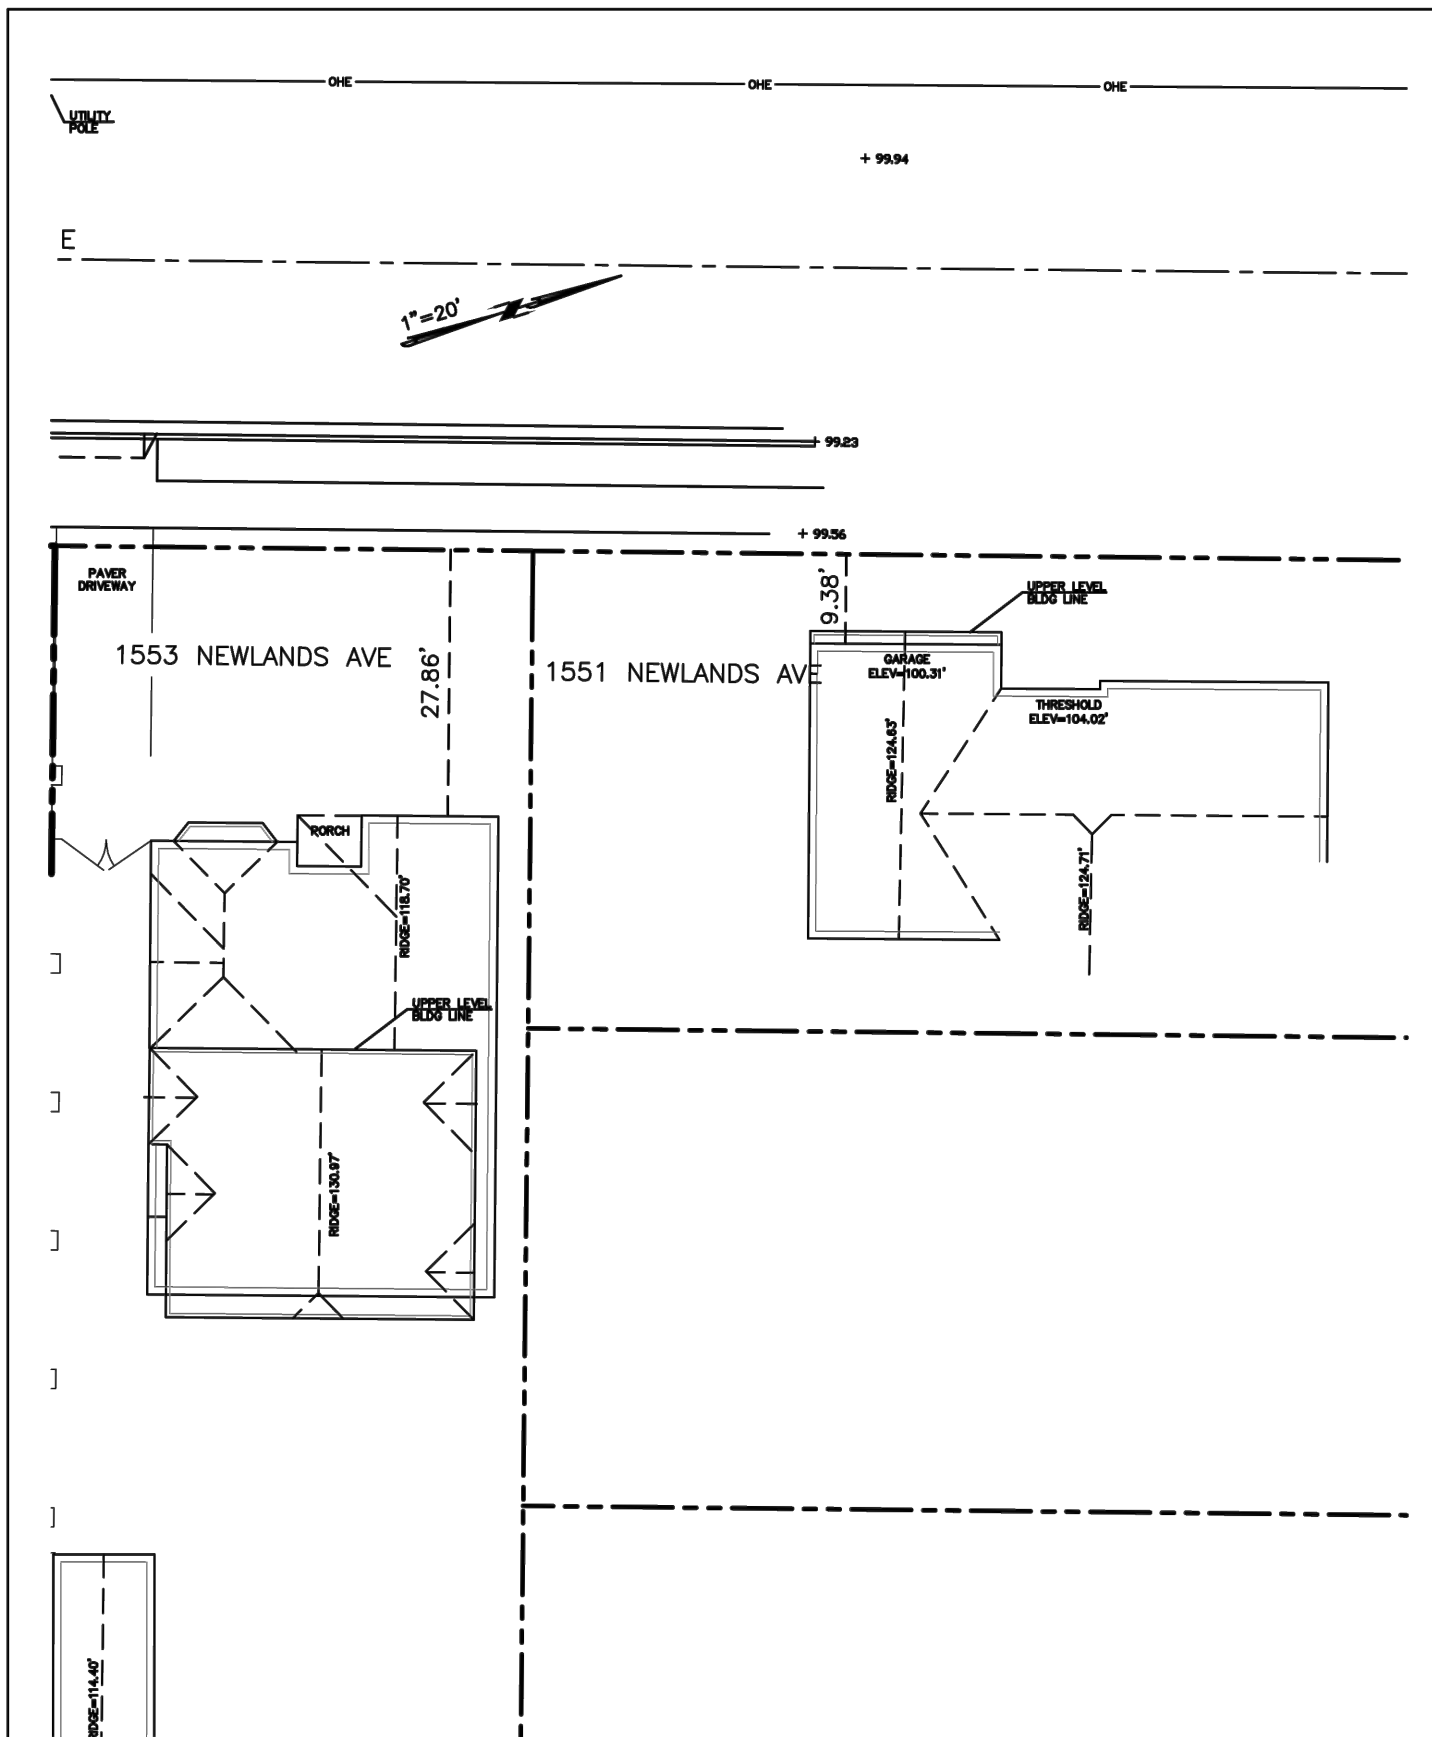 OHE
OHE
OHE
UTILITY
POLE
+ 99.94
E
1"=20'
+ 99.23
+ 99.56
PAVER
DRIVEWAY
1553 NEWLANDS AVE
27.86'
1551 NEWLANDS AVE
9.38'
UPPER LEVEL
BLDG LINE
GARAGE
ELEV=100.31'
THRESHOLD
ELEV=104.02'
RIDGE=124.63'
RIDGE=124.71'
PORCH
RIDGE=118.70'
UPPER LEVEL
BLDG LINE
RIDGE=130.97'
RIDGE=114.40'